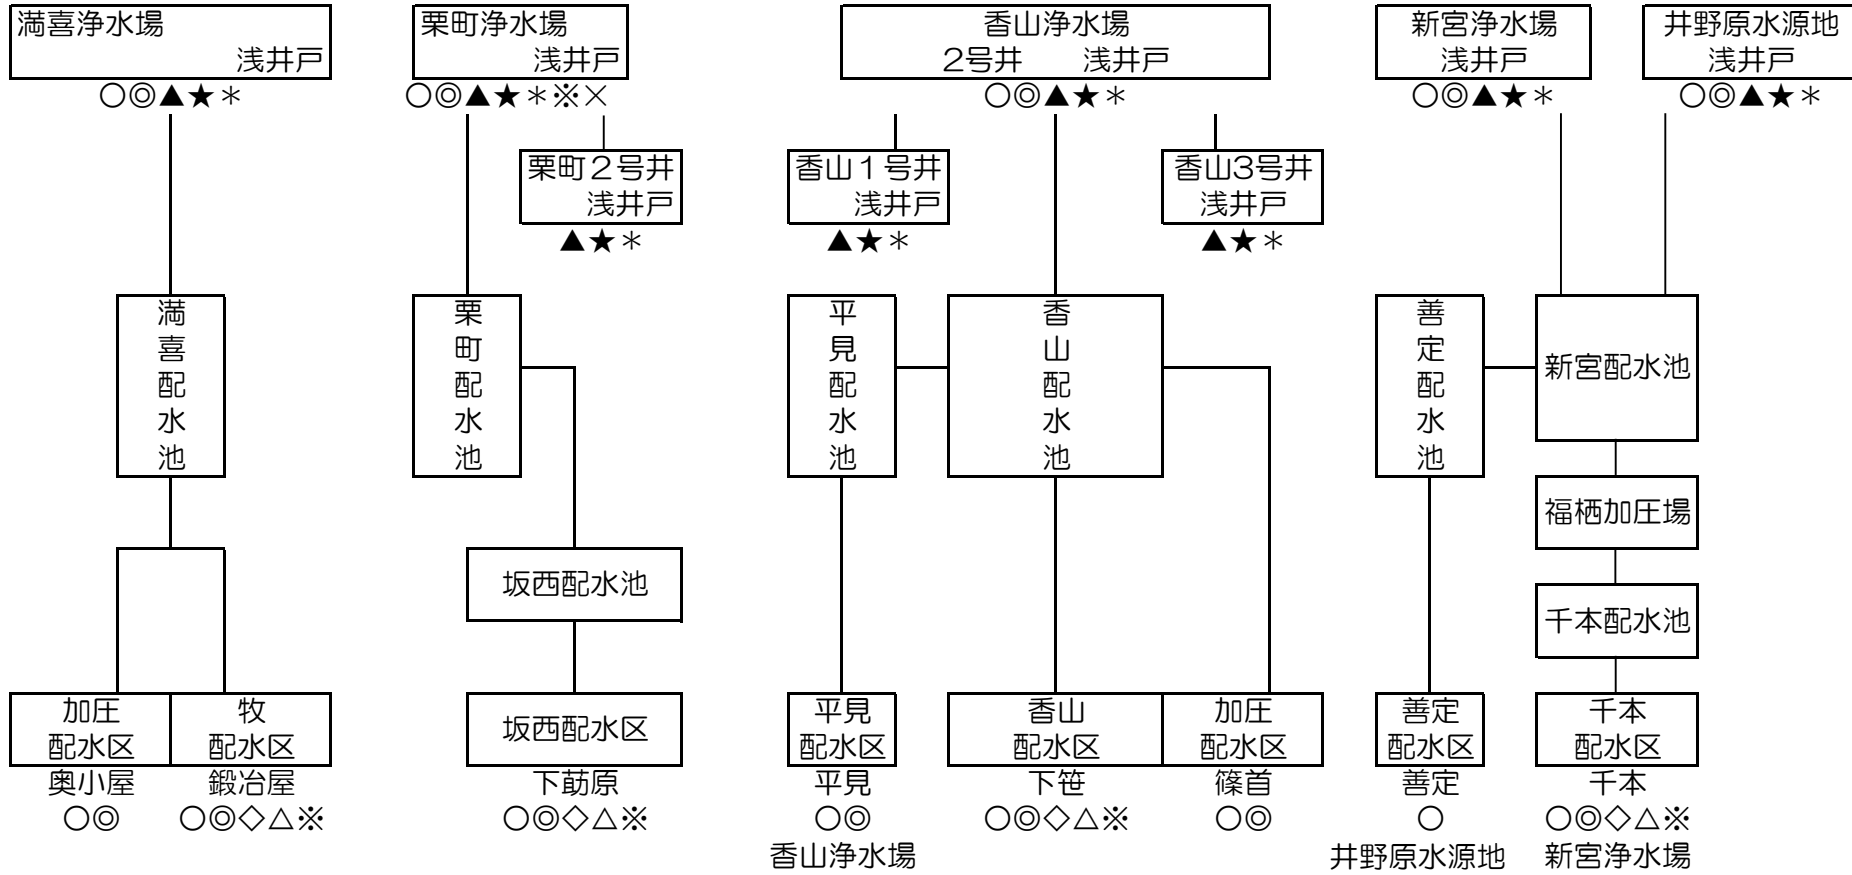 満喜浄水場
浅井戸
○◎▲★＊
栗町浄水場
浅井戸
○◎▲★＊※×
香山浄水場
2号井　浅井戸
○◎▲★＊
新宮浄水場
浅井戸
○◎▲★＊
井野原水源地
浅井戸
○◎▲★＊
栗町２号井
浅井戸
▲★＊
香山１号井
浅井戸
▲★＊
香山3号井
浅井戸
▲★＊
満喜配水池
栗町配水池
平見配水池
香山配水池
善定配水池
新宮配水池
福栖加圧場
坂西配水池
千本配水池
加圧
配水区
奥小屋
○◎
牧
配水区
鍛冶屋
○◎◇△※
坂西配水区
下莇原
○◎◇△※
平見
配水区
平見
○◎
香山浄水場
香山
配水区
下笹
○◎◇△※
加圧
配水区
篠首
○◎
善定
配水区
善定
○
井野原水源地
千本
配水区
千本
○◎◇△※
新宮浄水場